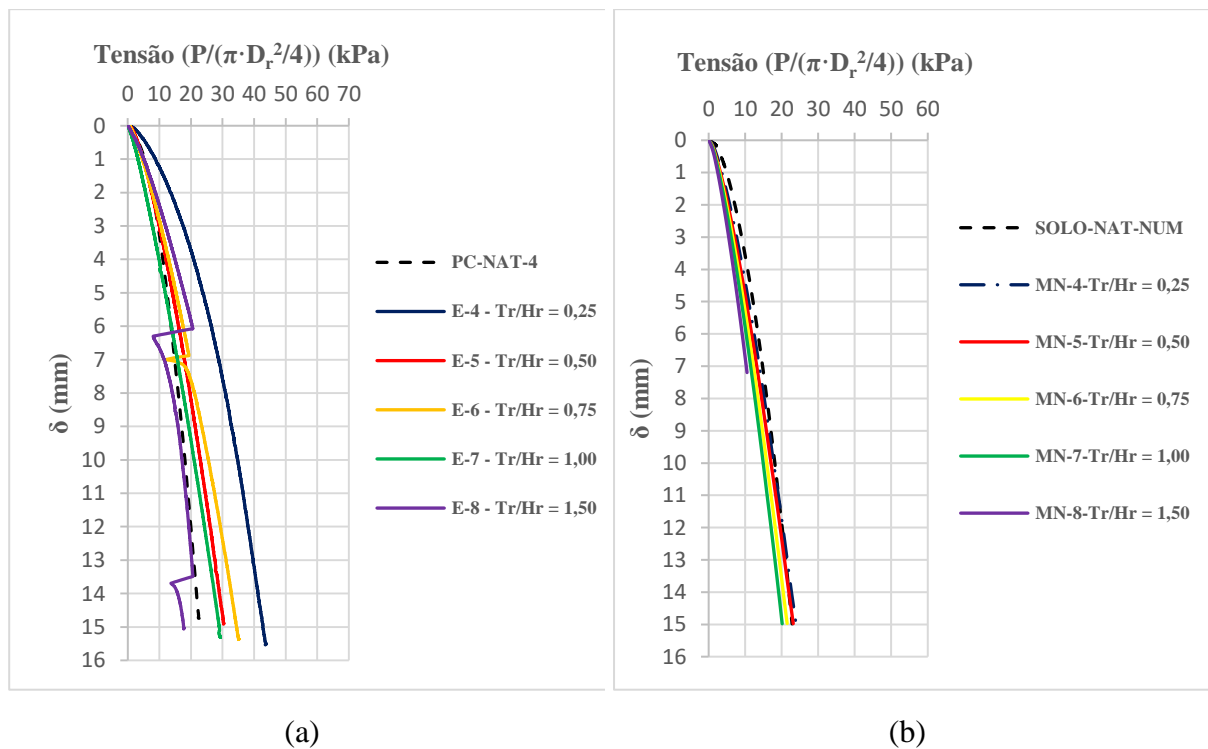 Tensão (P/(π·Dr²/4)) (kPa)
0 10 20 30 40 50 60 70
0
1
2
3
4
5
6
7
8
9
10
11
12
13
14
15
16
δ (mm)
PC-NAT-4
E-4 - Tr/Hr = 0,25
E-5 - Tr/Hr = 0,50
E-6 - Tr/Hr = 0,75
E-7 - Tr/Hr = 1,00
E-8 - Tr/Hr = 1,50
(a)
Tensão (P/(π·Dr²/4)) (kPa)
0 10 20 30 40 50 60
0
1
2
3
4
5
6
7
8
9
10
11
12
13
14
15
16
δ (mm)
SOLO-NAT-NUM
MN-4-Tr/Hr = 0,25
MN-5-Tr/Hr = 0,50
MN-6-Tr/Hr = 0,75
MN-7-Tr/Hr = 1,00
MN-8-Tr/Hr = 1,50
(b)